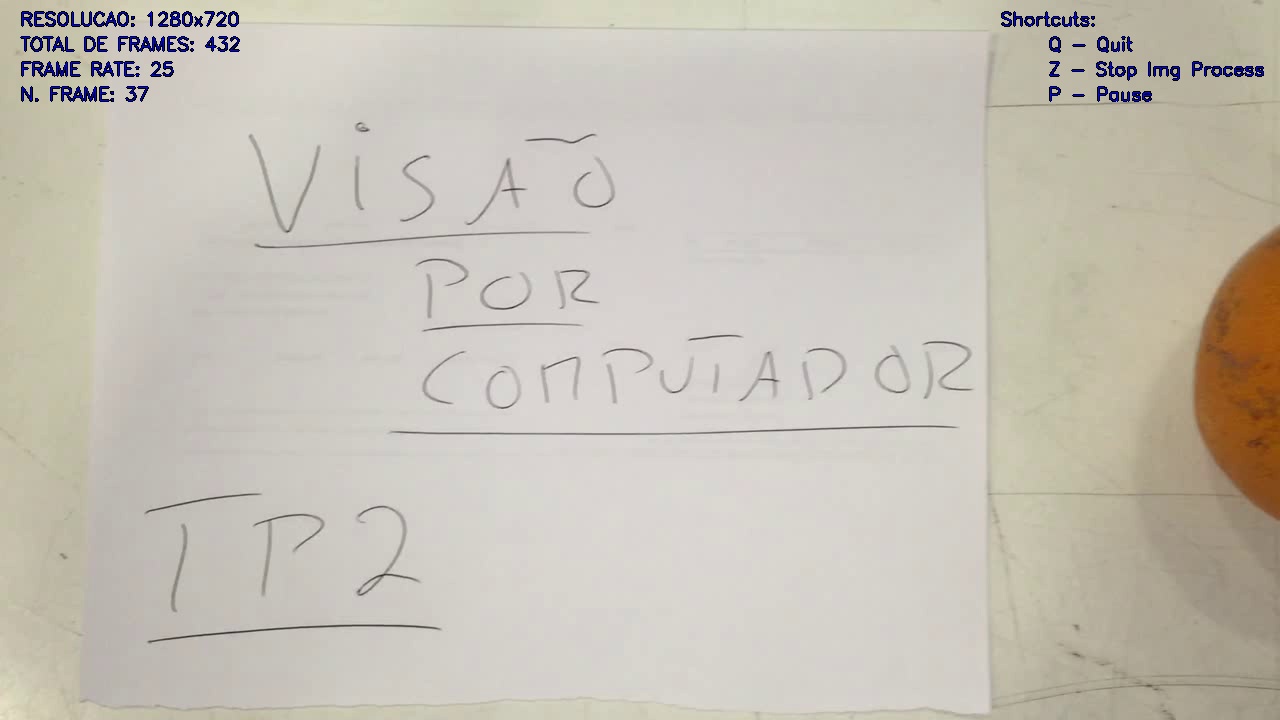 RESOLUCAO: 1280x720
TOTAL DE FRAMES: 432
FRAME RATE: 25
N. FRAME: 37
Shortcuts:
Q - Quit
Z - Stop Img Process
P - Pause
VISÃO
POR
COMPUTADOR
TP2